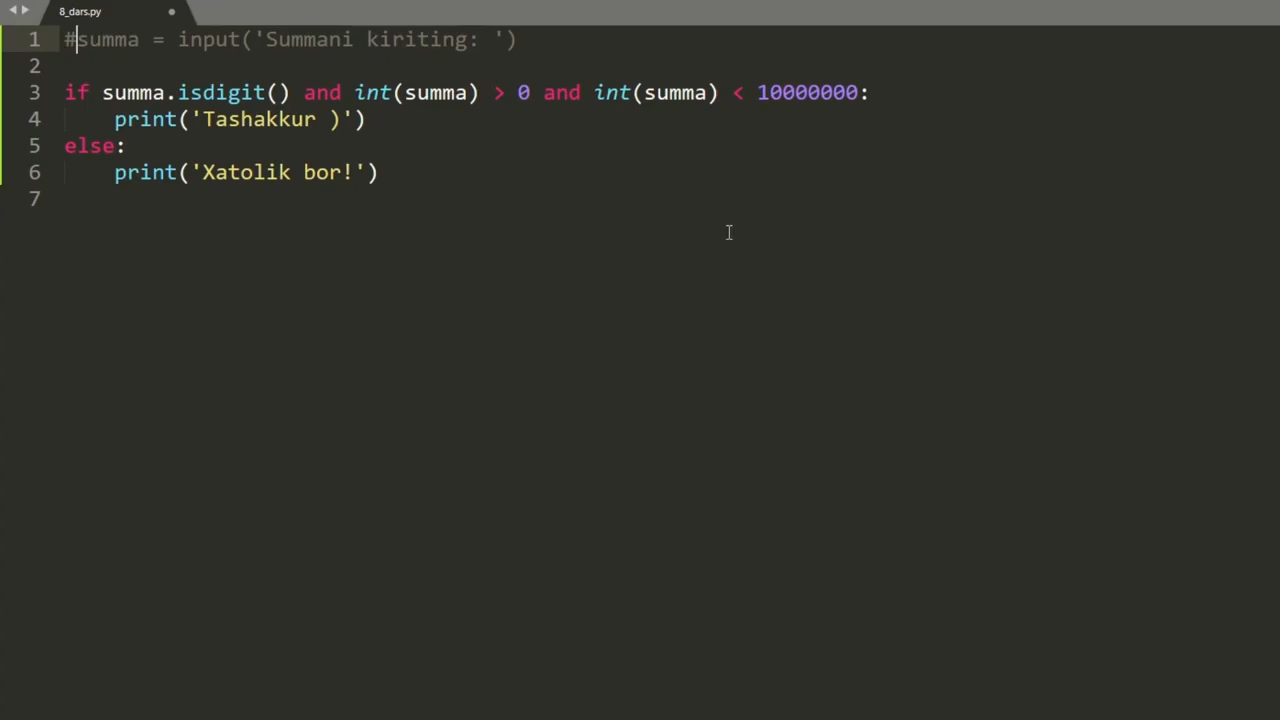 8_dars.py
1 #summa = input('Summani kiriting: ')
2
3 if summa.isdigit() and int(summa) > 0 and int(summa) < 10000000:
4     print('Tashakkur )')
5 else:
6     print('Xatolik bor!')
7